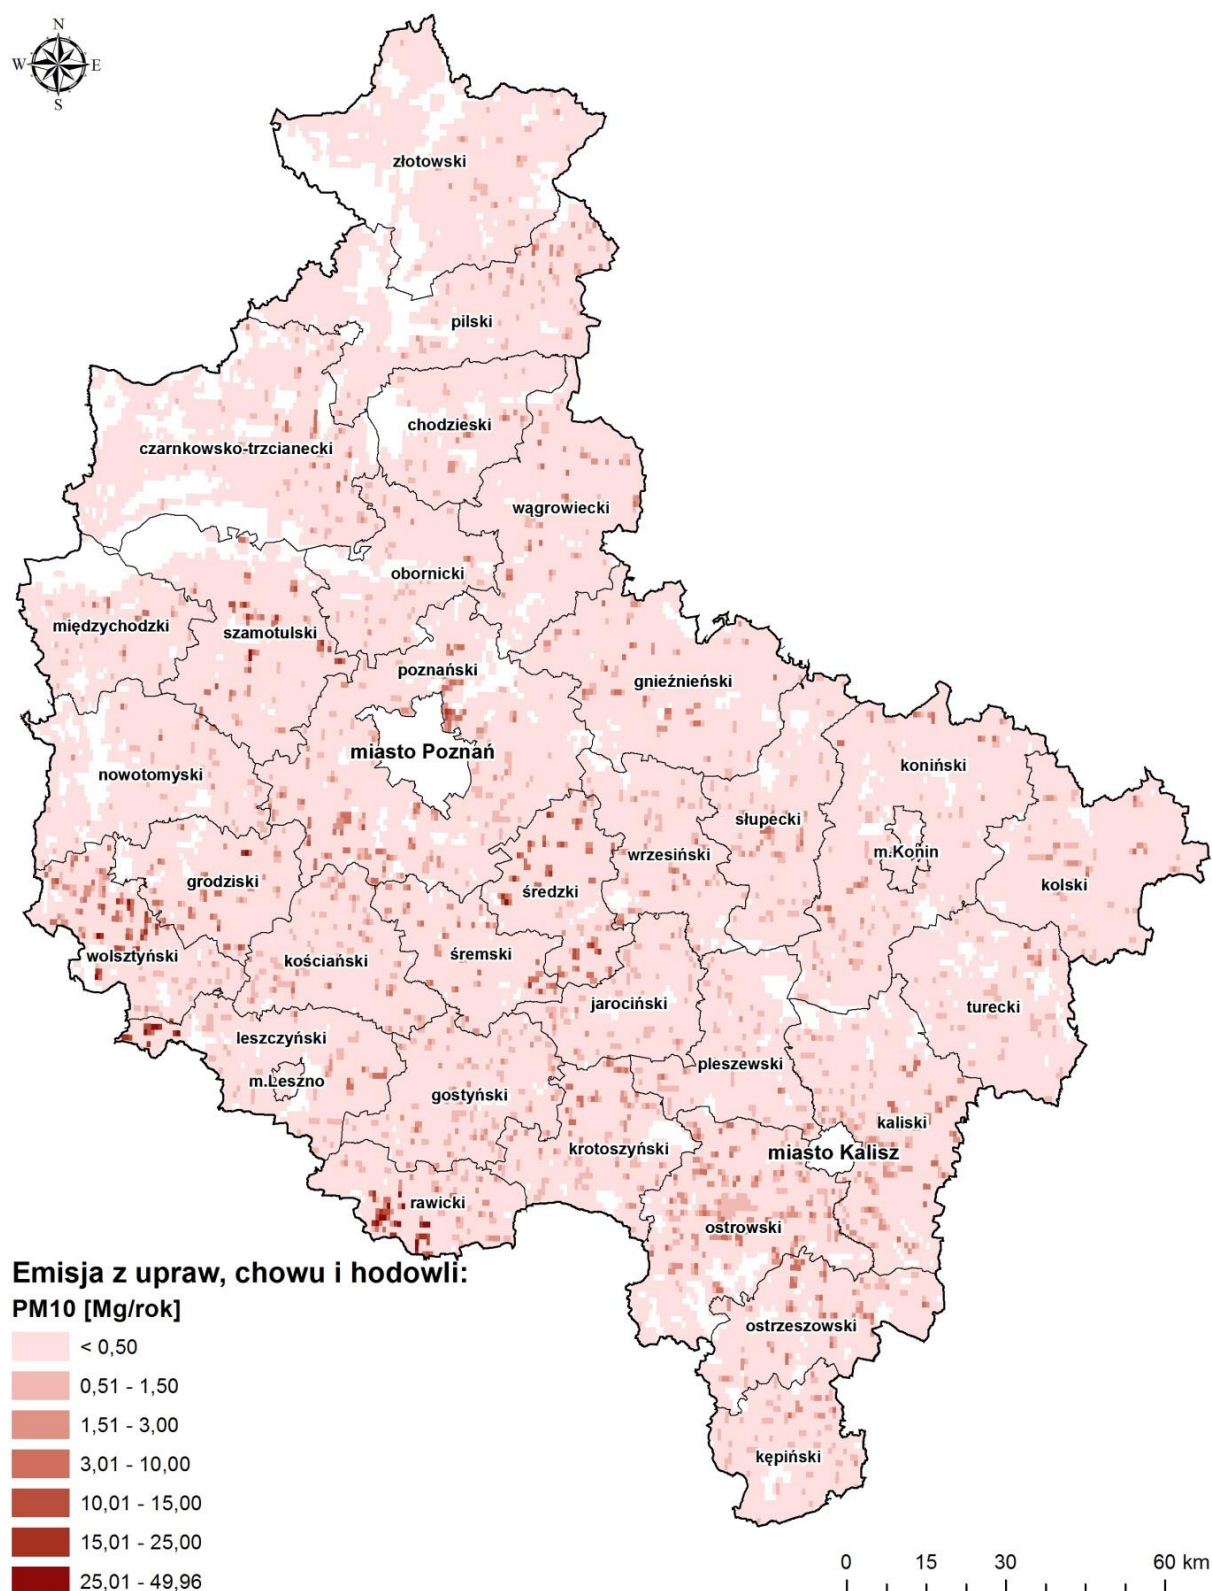 N
W E
S
złotowski
pilski
chodzieski
czarnkowsko-trzcianecki
wągrowiecki
obornicki
międzychodzki
szamotulski
poznański
gnieźnieński
miasto Poznań
nowotomyski
koniński
słupecki
wrzesiński
m.Konin
grodziski
średzki
kolski
wolsztyński
kościański
śremski
jarociński
turecki
leszczyński
pleszewski
m.Leszno
gostyński
kaliski
krotoszyński
miasto Kalisz
rawicki
ostrowski
ostrzeszowski
kępiński
Emisja z upraw, chowu i hodowli:
PM10 [Mg/rok]
< 0,50
0,51 - 1,50
1,51 - 3,00
3,01 - 10,00
10,01 - 15,00
15,01 - 25,00
25,01 - 49,96
0 15 30 60 km